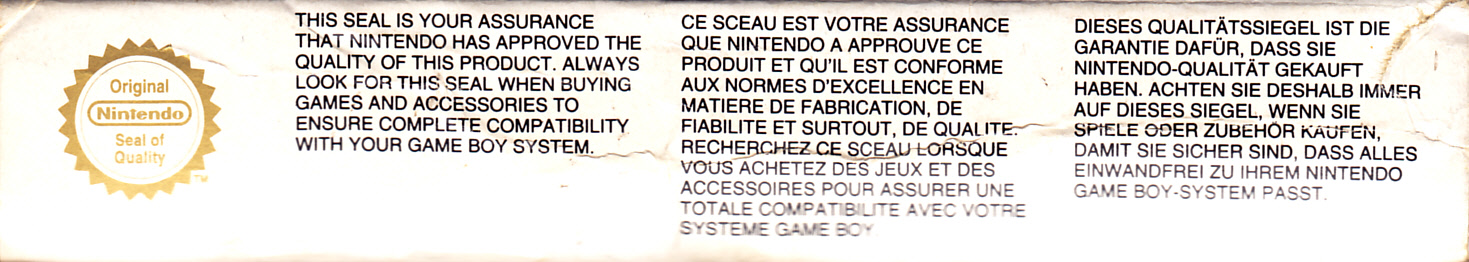 Original
Nintendo
Seal of
Quality
TM
THIS SEAL IS YOUR ASSURANCE
THAT NINTENDO HAS APPROVED THE
QUALITY OF THIS PRODUCT. ALWAYS
LOOK FOR THIS SEAL WHEN BUYING
GAMES AND ACCESSORIES TO
ENSURE COMPLETE COMPATIBILITY
WITH YOUR GAME BOY SYSTEM.
CE SCEAU EST VOTRE ASSURANCE
QUE NINTENDO A APPROUVE CE
PRODUIT ET QU'IL EST CONFORME
AUX NORMES D'EXCELLENCE EN
MATIERE DE FABRICATION, DE
FIABILITE ET SURTOUT, DE QUALITE.
RECHERCHEZ CE SCEAU LORSQUE
VOUS ACHETEZ DES JEUX ET DES
ACCESSOIRES POUR ASSURER UNE
TOTALE COMPATIBILITE AVEC VOTRE
SYSTEME GAME BOY
DIESES QUALITÄTSSIEGEL IST DIE
GARANTIE DAFÜR, DASS SIE
NINTENDO-QUALITÄT GEKAUFT
HABEN. ACHTEN SIE DESHALB IMMER
AUF DIESES SIEGEL, WENN SIE
SPIELE ODER ZUBEHÖR KAUFEN,
DAMIT SIE SICHER SIND, DASS ALLES
EINWANDFREI ZU IHREM NINTENDO
GAME BOY-SYSTEM PASST.